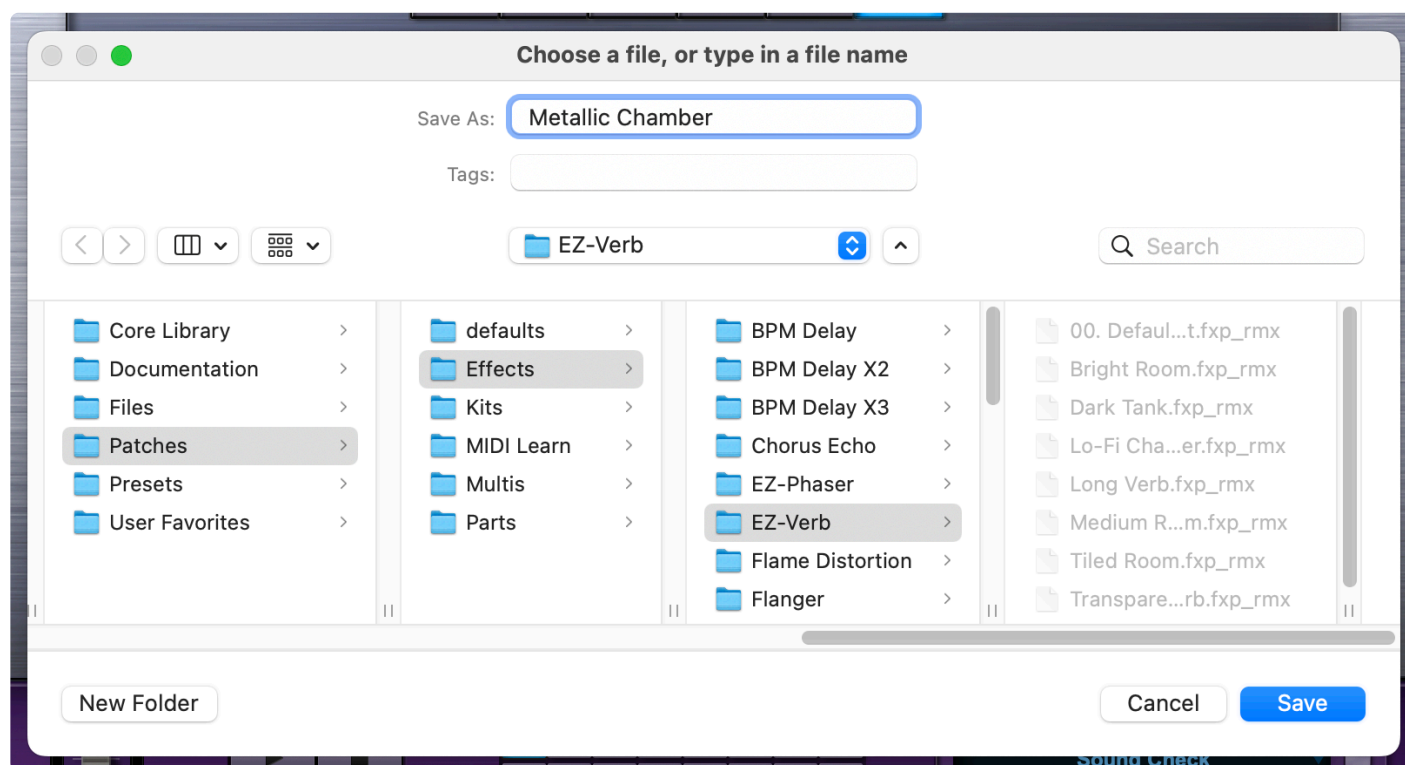 Choose a file, or type in a file name
Save As: Metallic Chamber
Tags:
EZ-Verb
Search
Core Library
Documentation
Files
Patches
Presets
User Favorites
defaults
Effects
Kits
MIDI Learn
Multis
Parts
BPM Delay
BPM Delay X2
BPM Delay X3
Chorus Echo
EZ-Phaser
EZ-Verb
Flame Distortion
Flanger
00. Defaul...t.fxp_rmx
Bright Room.fxp_rmx
Dark Tank.fxp_rmx
Lo-Fi Cha...er.fxp_rmx
Long Verb.fxp_rmx
Medium R...m.fxp_rmx
Tiled Room.fxp_rmx
Transpare...rb.fxp_rmx
New Folder
Cancel
Save
Sound Check